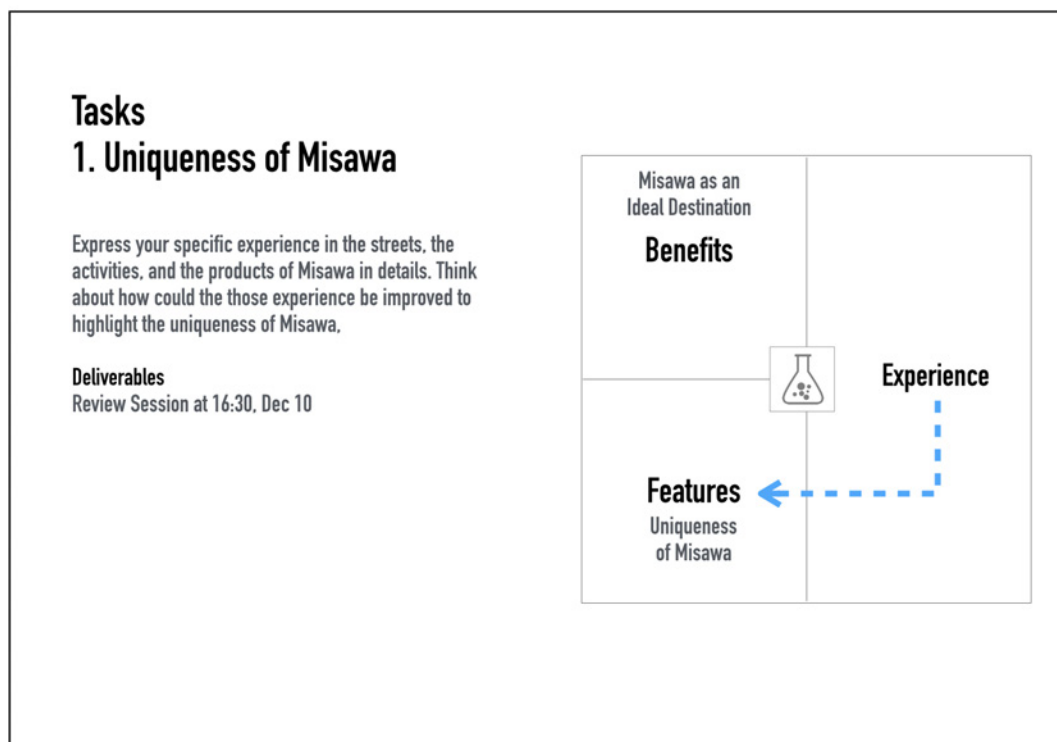 Tasks
1. Uniqueness of Misawa
Express your specific experience in the streets, the
activities, and the products of Misawa in details. Think
about how could the those experience be improved to
highlight the uniqueness of Misawa,
Deliverables
Review Session at 16:30, Dec 10
Misawa as an
Ideal Destination
Benefits
Experience
Features
Uniqueness
of Misawa